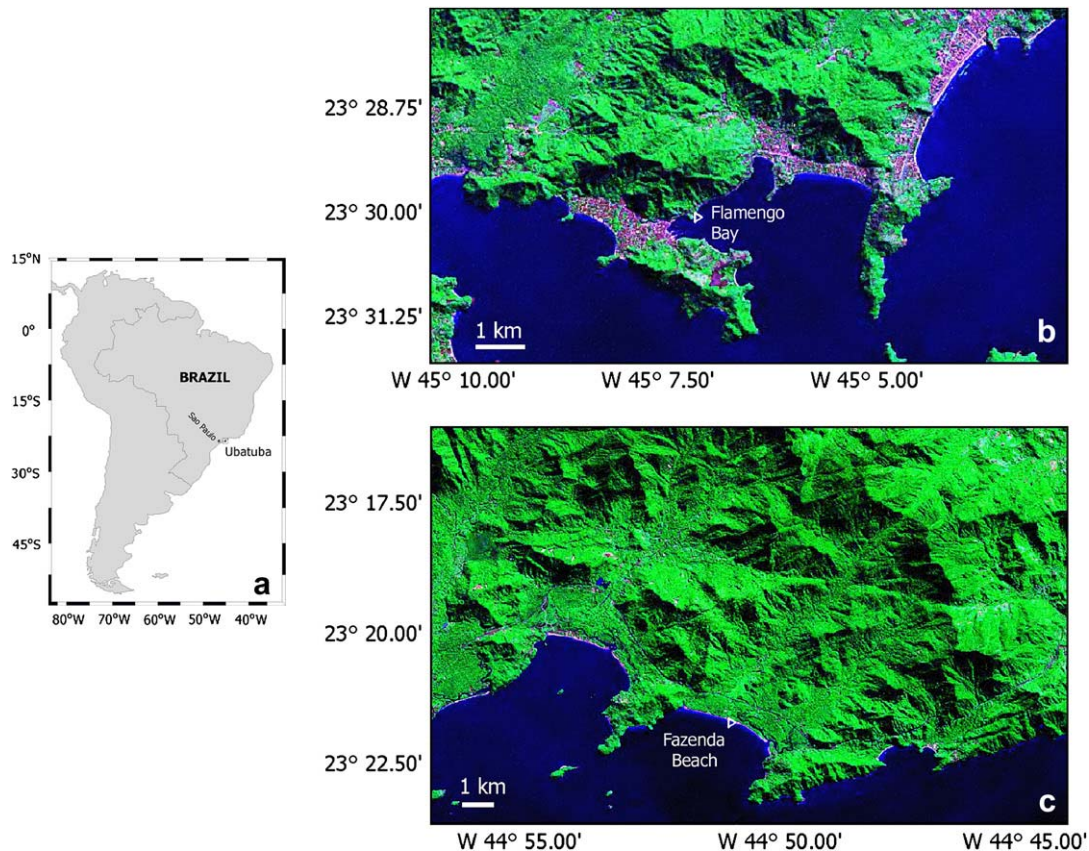 15°N
0°
15°S
30°S
45°S
80°W 70°W 60°W 50°W 40°W
BRAZIL
Sao Paulo
Ubatuba
a
23° 28.75'
23° 30.00'
23° 31.25'
Flamengo
Bay
1 km
b
W 45° 10.00' W 45° 7.50' W 45° 5.00'
23° 17.50'
23° 20.00'
23° 22.50'
Fazenda
Beach
1 km
c
W 44° 55.00' W 44° 50.00' W 44° 45.00'